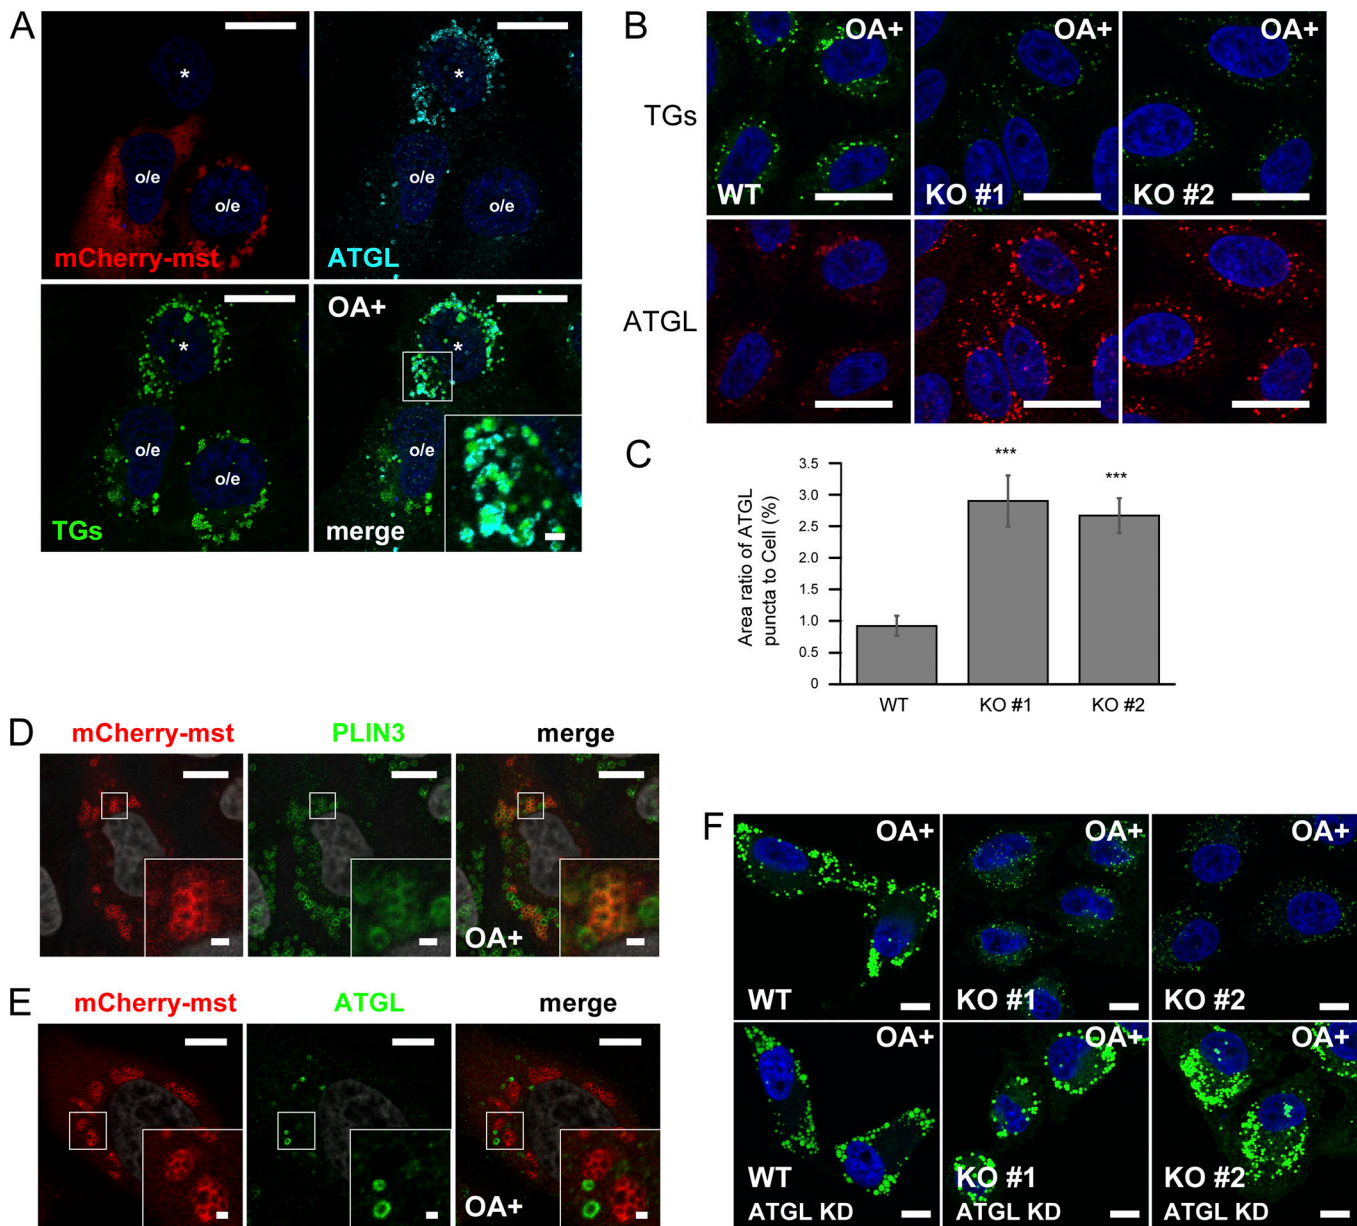 A
*
o/e
o/e
mCherry-mst
*
o/e
o/e
ATGL
*
o/e
o/e
TGs
OA+
*
o/e
o/e
merge
B
TGs
OA+
OA+
OA+
WT
KO #1
KO #2
ATGL
C
Area ratio of ATGL
puncta to Cell (%)
3.5
3.0
2.5
2.0
1.5
1.0
0.5
0
***
***
WT
KO #1
KO #2
D
mCherry-mst
PLIN3
merge
OA+
E
mCherry-mst
ATGL
merge
OA+
F
OA+
OA+
OA+
WT
KO #1
KO #2
OA+
OA+
OA+
WT
KO #1
KO #2
ATGL KD
ATGL KD
ATGL KD